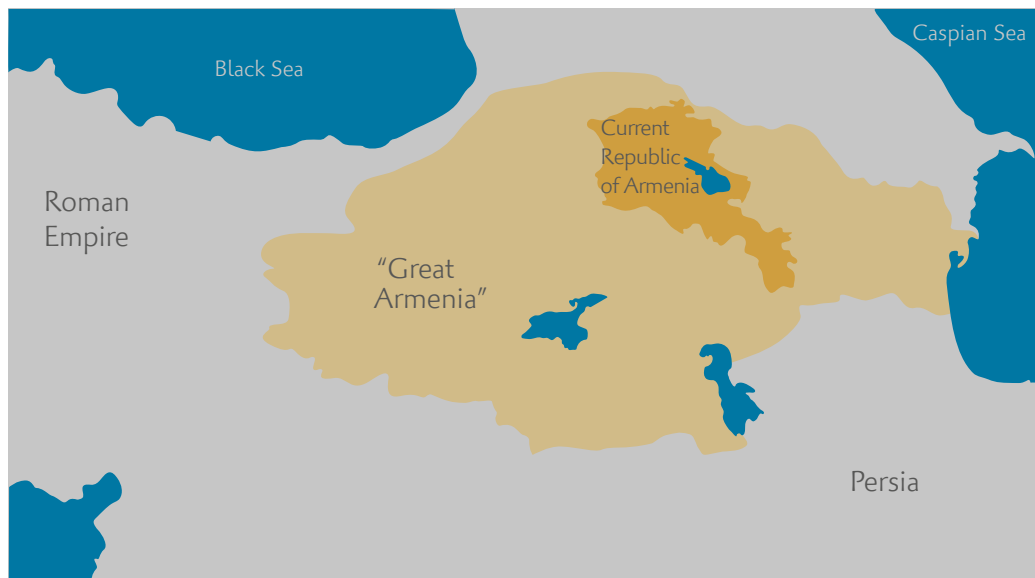 Caspian Sea
Black Sea
Current
Republic
of Armenia
Roman
Empire
“Great
Armenia”
Persia